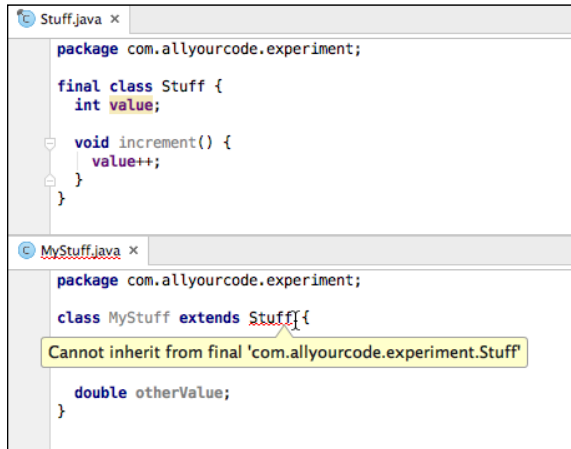 Stuff.java ×
package com.allyourcode.experiment;
final class Stuff {
int value;
void increment() {
value++;
}
}
MyStuff.java ×
package com.allyourcode.experiment;
class MyStuff extends Stuff {
Cannot inherit from final 'com.allyourcode.experiment.Stuff'
double otherValue;
}